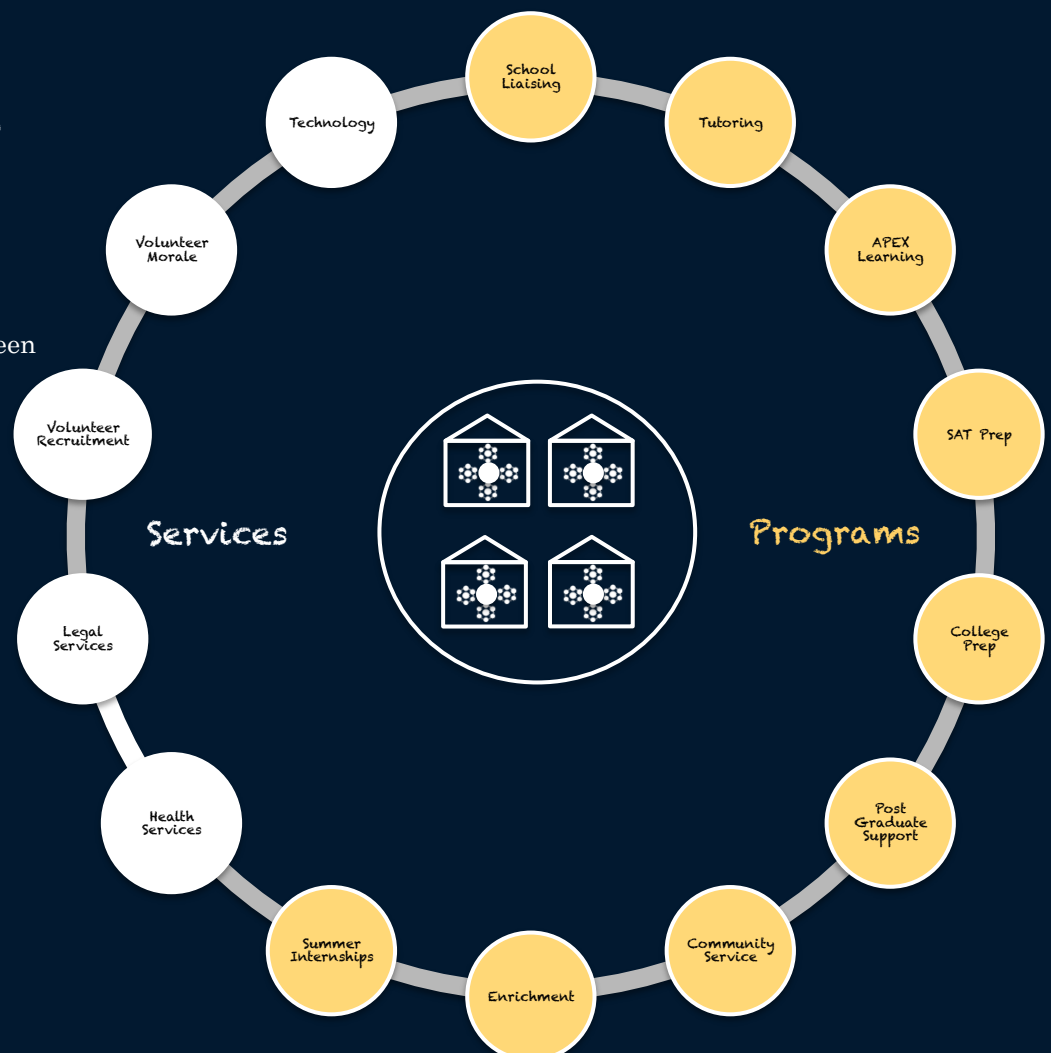 School
Liaising
Technology
Tutoring
Volunteer
Morale
APEX
Learning
een
Volunteer
Recruitment
SAT Prep
Services
Programs
Legal
Services
College
Prep
Health
Services
Post
Graduate
Support
Summer
Internships
Community
Service
Enrichment